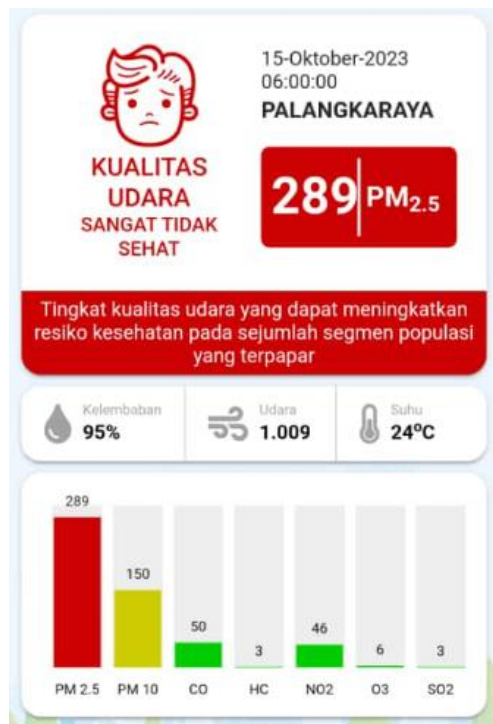 15-Oktober-2023
06:00:00
PALANGKARAYA
KUALITAS
UDARA
SANGAT TIDAK
SEHAT
289 PM2.5
Tingkat kualitas udara yang dapat meningkatkan
resiko kesehatan pada sejumlah segmen populasi
yang terpapar
Kelembaban
95%
Udara
1.009
Suhu
24°C
289
150
50
3
46
6
3
PM 2.5 PM 10 CO HC NO2 O3 SO2